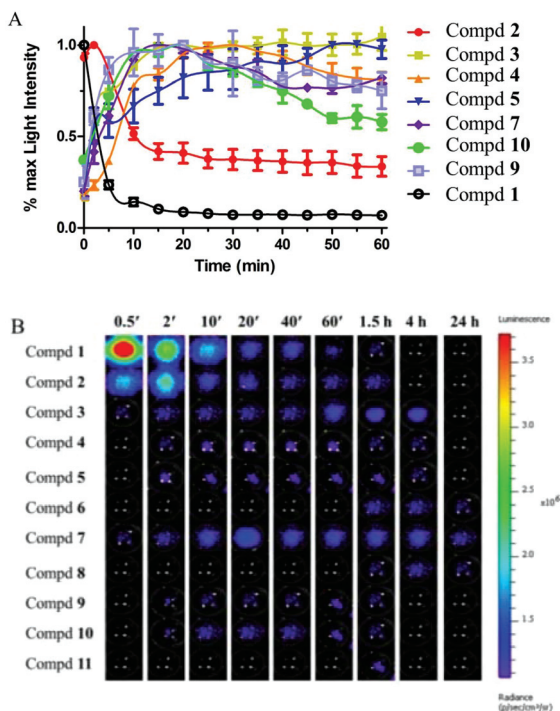 A
% max Light Intensity
1.0
0.5
0.0
0 10 20 30 40 50 60
Time (min)
Compd 2
Compd 3
Compd 4
Compd 5
Compd 7
Compd 10
Compd 9
Compd 1
B
0.5′ 2′ 10′ 20′ 40′ 60′ 1.5 h 4 h 24 h
Compd 1
Compd 2
Compd 3
Compd 4
Compd 5
Compd 6
Compd 7
Compd 8
Compd 9
Compd 10
Compd 11
Luminescence
3.5
3.0
2.5
2.0
1.5
x10⁶
Radiance
(p/sec/cm²/sr)